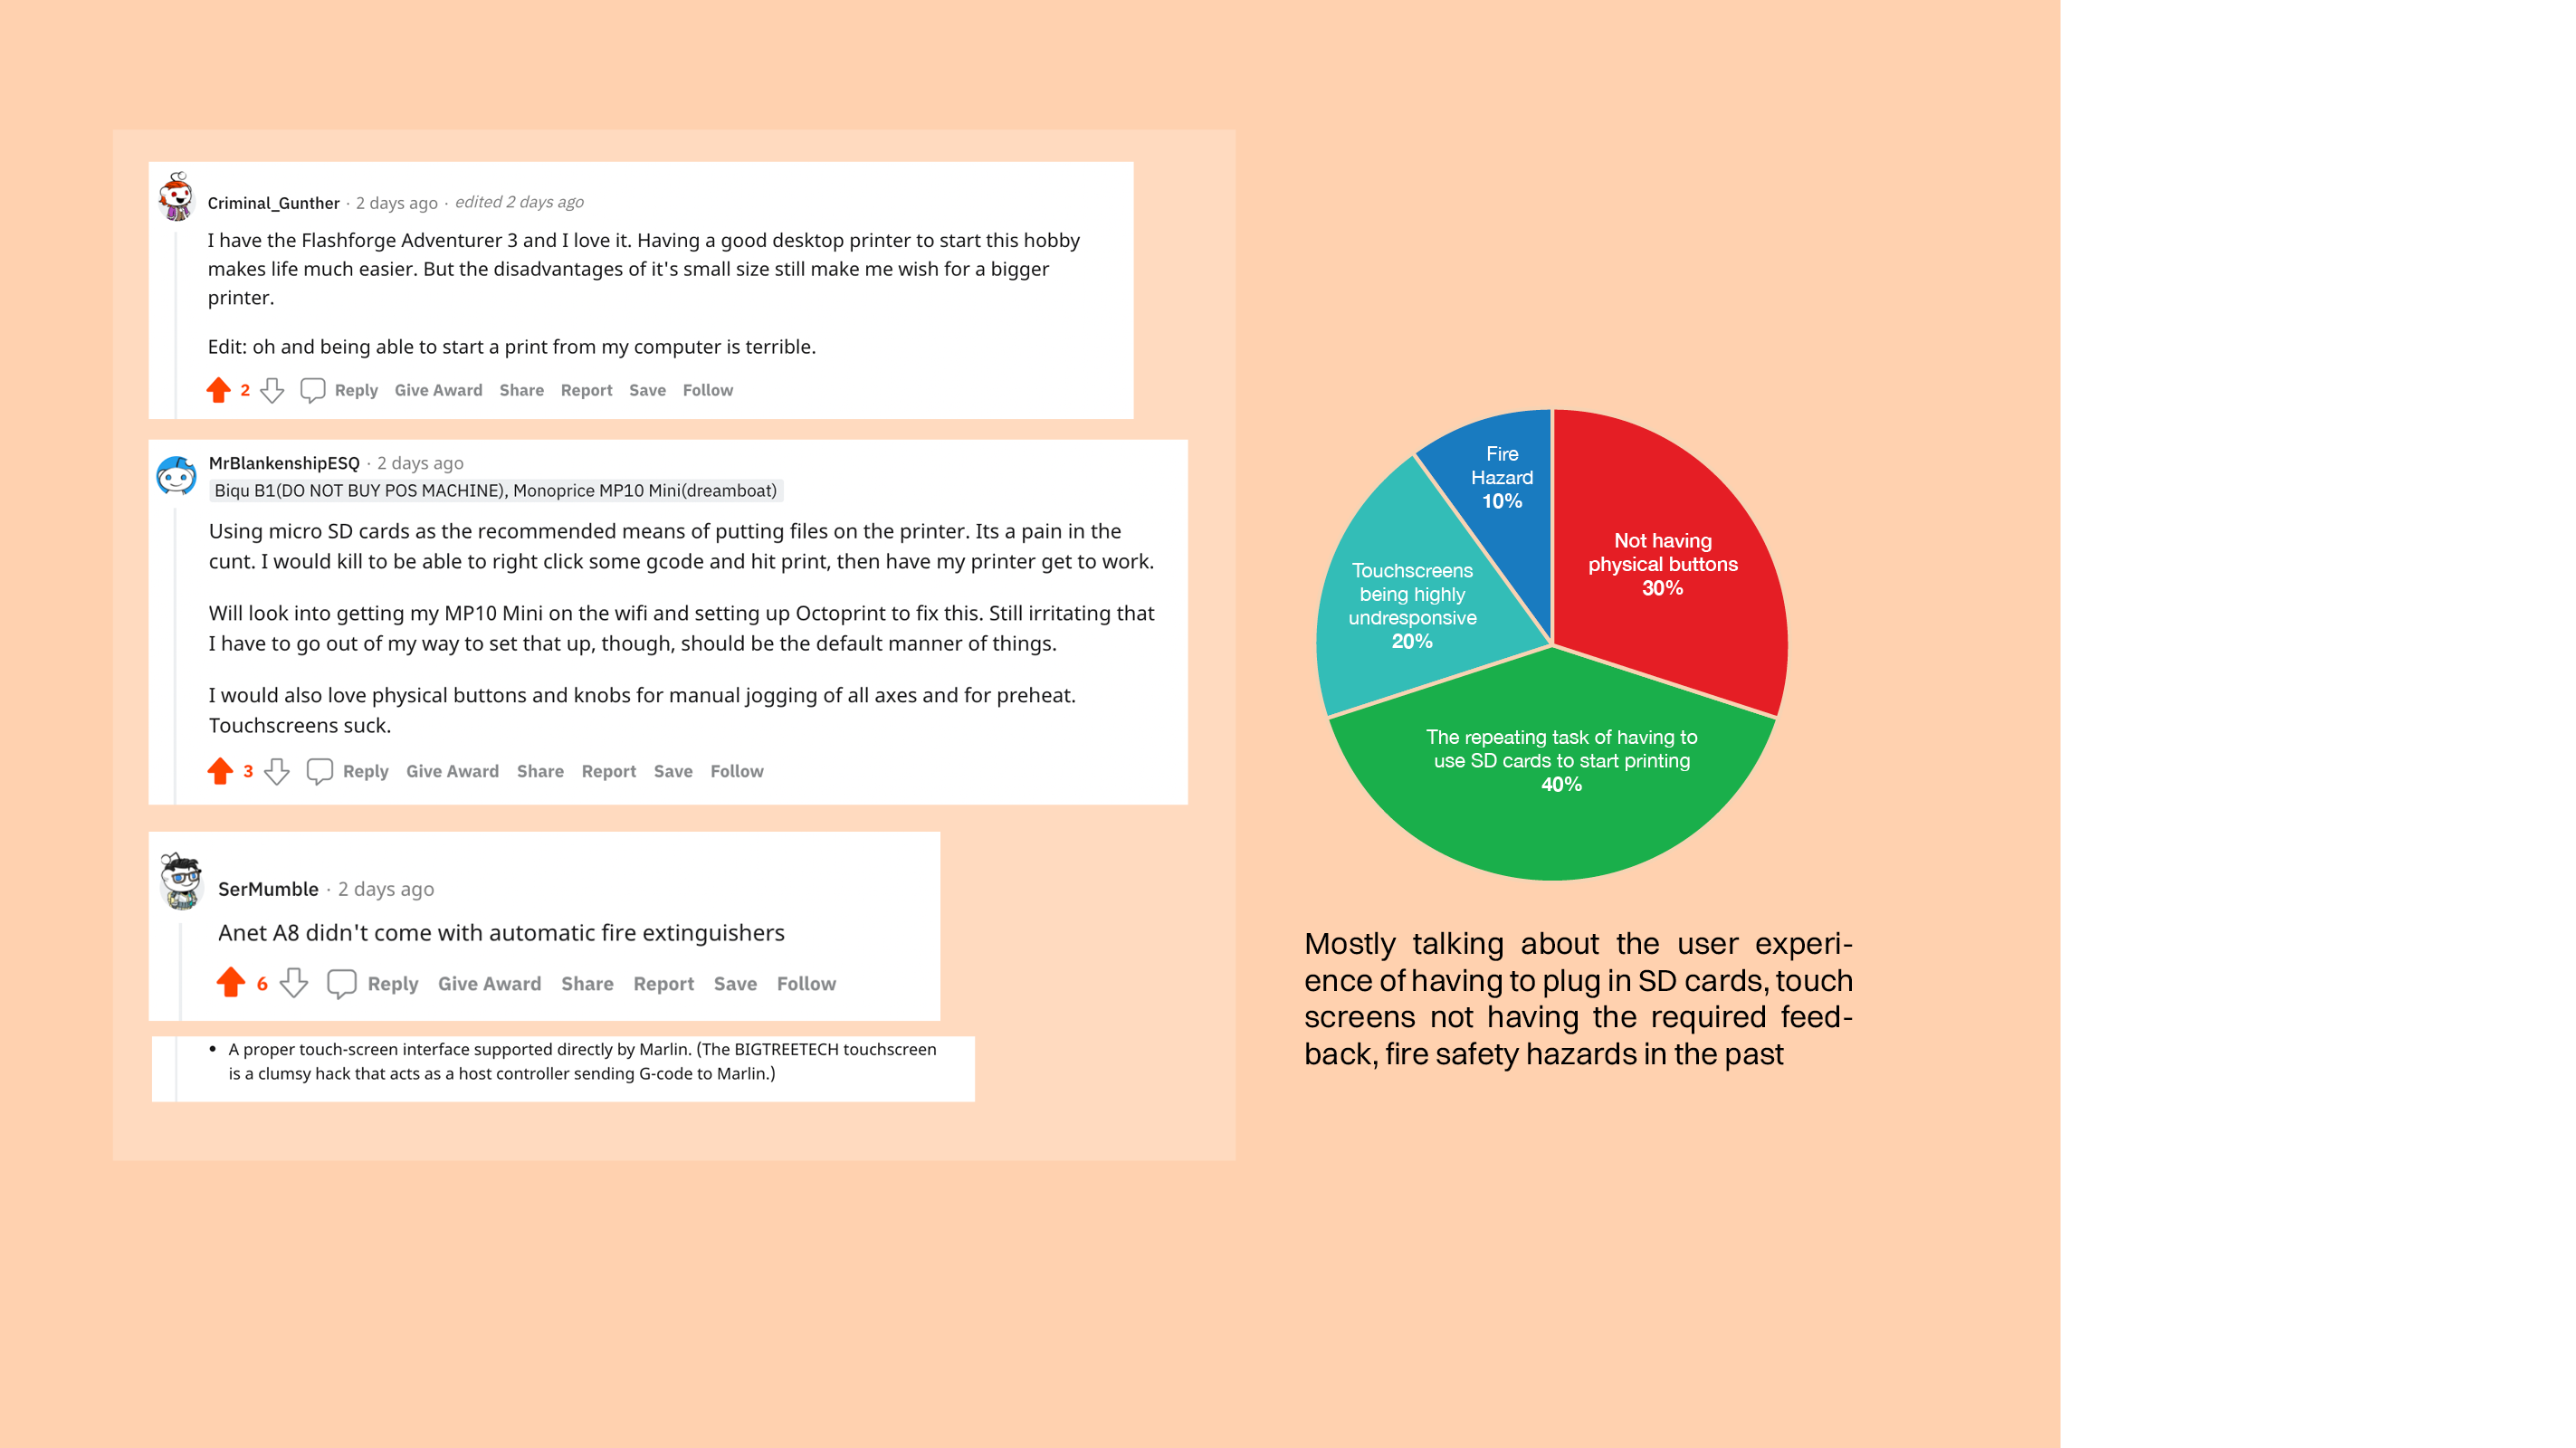 Criminal_Gunther · 2 days ago · edited 2 days ago
I have the Flashforge Adventurer 3 and I love it. Having a good desktop printer to start this hobby
makes life much easier. But the disadvantages of it's small size still make me wish for a bigger
printer.
Edit: oh and being able to start a print from my computer is terrible.
2 Reply Give Award Share Report Save Follow
MrBlankenshipESQ · 2 days ago
Biqu B1(DO NOT BUY POS MACHINE), Monoprice MP10 Mini(dreamboat)
Using micro SD cards as the recommended means of putting files on the printer. Its a pain in the
cunt. I would kill to be able to right click some gcode and hit print, then have my printer get to work.
Will look into getting my MP10 Mini on the wifi and setting up Octoprint to fix this. Still irritating that
I have to go out of my way to set that up, though, should be the default manner of things.
I would also love physical buttons and knobs for manual jogging of all axes and for preheat.
Touchscreens suck.
3 Reply Give Award Share Report Save Follow
SerMumble · 2 days ago
Anet A8 didn't come with automatic fire extinguishers
6 Reply Give Award Share Report Save Follow
• A proper touch-screen interface supported directly by Marlin. (The BIGTREETECH touchscreen
is a clumsy hack that acts as a host controller sending G-code to Marlin.)
Fire
Hazard
10%
Not having
physical buttons
30%
Touchscreens
being highly
undresponsive
20%
The repeating task of having to
use SD cards to start printing
40%
Mostly talking about the user experi-
ence of having to plug in SD cards, touch
screens not having the required feed-
back, fire safety hazards in the past